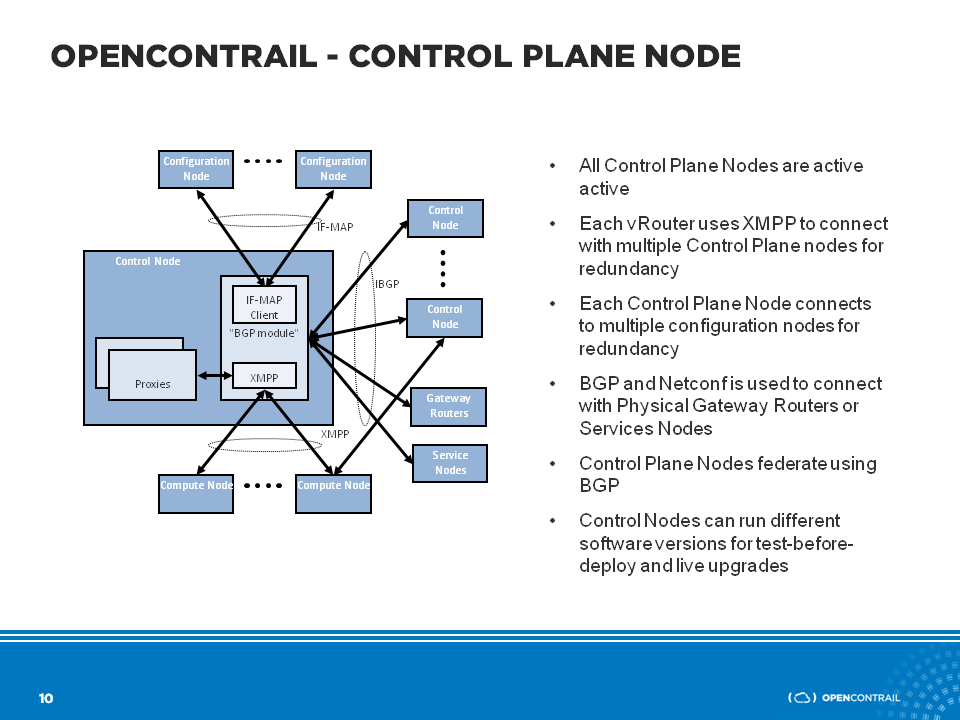 OPENCONTRAIL - CONTROL PLANE NODE
Configuration
Node
Configuration
Node
IF-MAP
Control
Node
Control Node
IBGP
IF-MAP
Client
"BGP module"
Control
Node
Proxies
XMPP
Gateway
Routers
XMPP
Service
Nodes
Compute Node
Compute Node
• All Control Plane Nodes are active
active
• Each vRouter uses XMPP to connect
with multiple Control Plane nodes for
redundancy
• Each Control Plane Node connects
to multiple configuration nodes for
redundancy
• BGP and Netconf is used to connect
with Physical Gateway Routers or
Services Nodes
• Control Plane Nodes federate using
BGP
• Control Nodes can run different
software versions for test-before-
deploy and live upgrades
10
OPENCONTRAIL